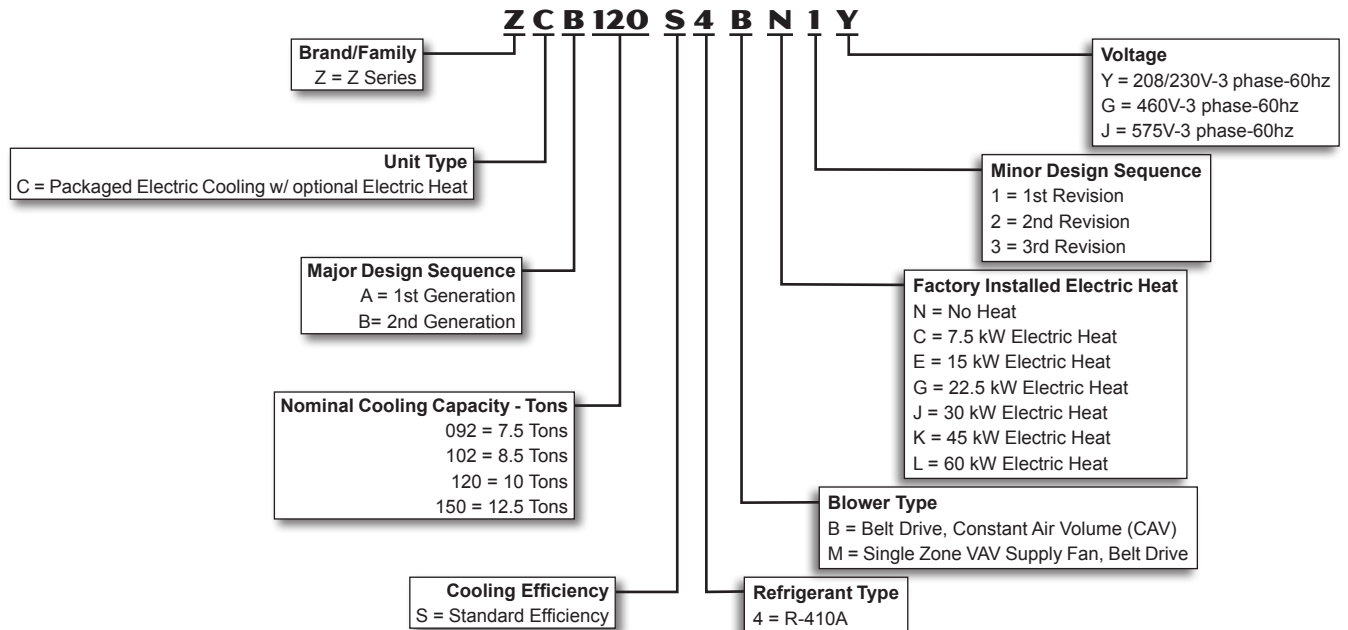 Z C B 120 S 4 B N 1 Y
Brand/Family
Z = Z Series
Voltage
Y = 208/230V-3 phase-60hz
G = 460V-3 phase-60hz
J = 575V-3 phase-60hz
Unit Type
C = Packaged Electric Cooling w/ optional Electric Heat
Minor Design Sequence
1 = 1st Revision
2 = 2nd Revision
3 = 3rd Revision
Major Design Sequence
A = 1st Generation
B= 2nd Generation
Factory Installed Electric Heat
N = No Heat
C = 7.5 kW Electric Heat
E = 15 kW Electric Heat
G = 22.5 kW Electric Heat
J = 30 kW Electric Heat
K = 45 kW Electric Heat
L = 60 kW Electric Heat
Nominal Cooling Capacity - Tons
092 = 7.5 Tons
102 = 8.5 Tons
120 = 10 Tons
150 = 12.5 Tons
Blower Type
B = Belt Drive, Constant Air Volume (CAV)
M = Single Zone VAV Supply Fan, Belt Drive
Cooling Efficiency
S = Standard Efficiency
Refrigerant Type
4 = R-410A